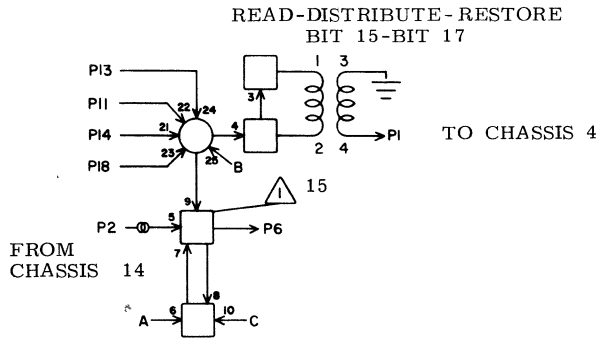 READ-DISTRIBUTE-RESTORE
BIT 15-BIT 17
P13
1 3
P11
3
22 24
P14
21
4
2 4
P1
TO CHASSIS 4
P18
23
25
B
1
15
9
P2
5
P6
FROM
CHASSIS 14
7
8
A
6
10
C